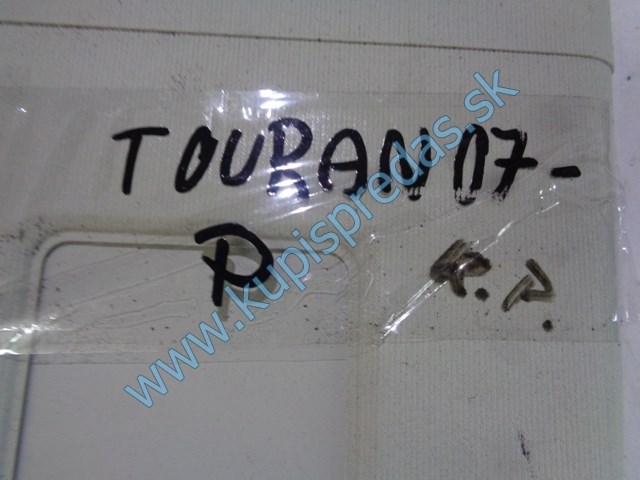 TOURAN 07-
R
R.P.
www.kupispredas.sk